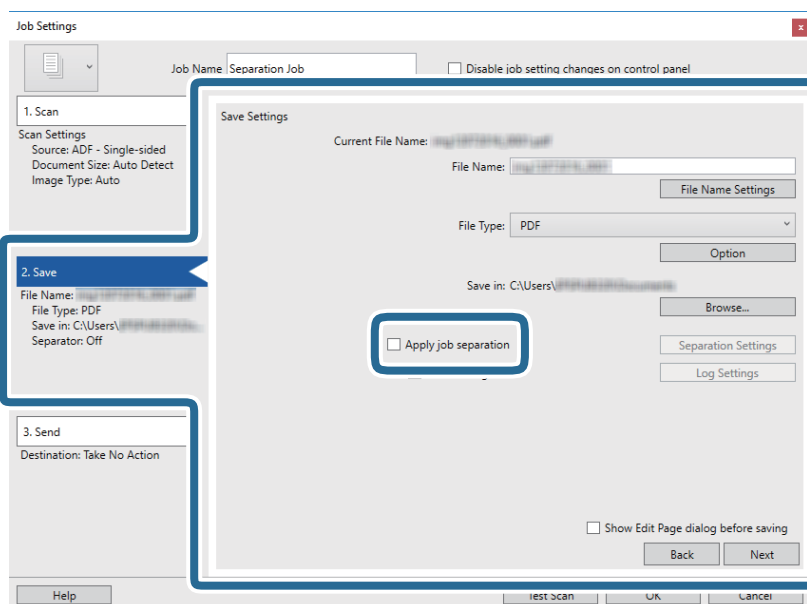 Job Settings
x
Job Name Separation Job
Disable job setting changes on control panel
1. Scan
Scan Settings
Source: ADF - Single-sided
Document Size: Auto Detect
Image Type: Auto
2. Save
File Name:
File Type: PDF
Save in: C:\Users\
Separator: Off
3. Send
Destination: Take No Action
Save Settings
Current File Name:
File Name:
File Name Settings
File Type: PDF
Option
Save in: C:\Users\
Browse...
Apply job separation
Separation Settings
Log Settings
Show Edit Page dialog before saving
Back
Next
Help
Test Scan
OK
Cancel